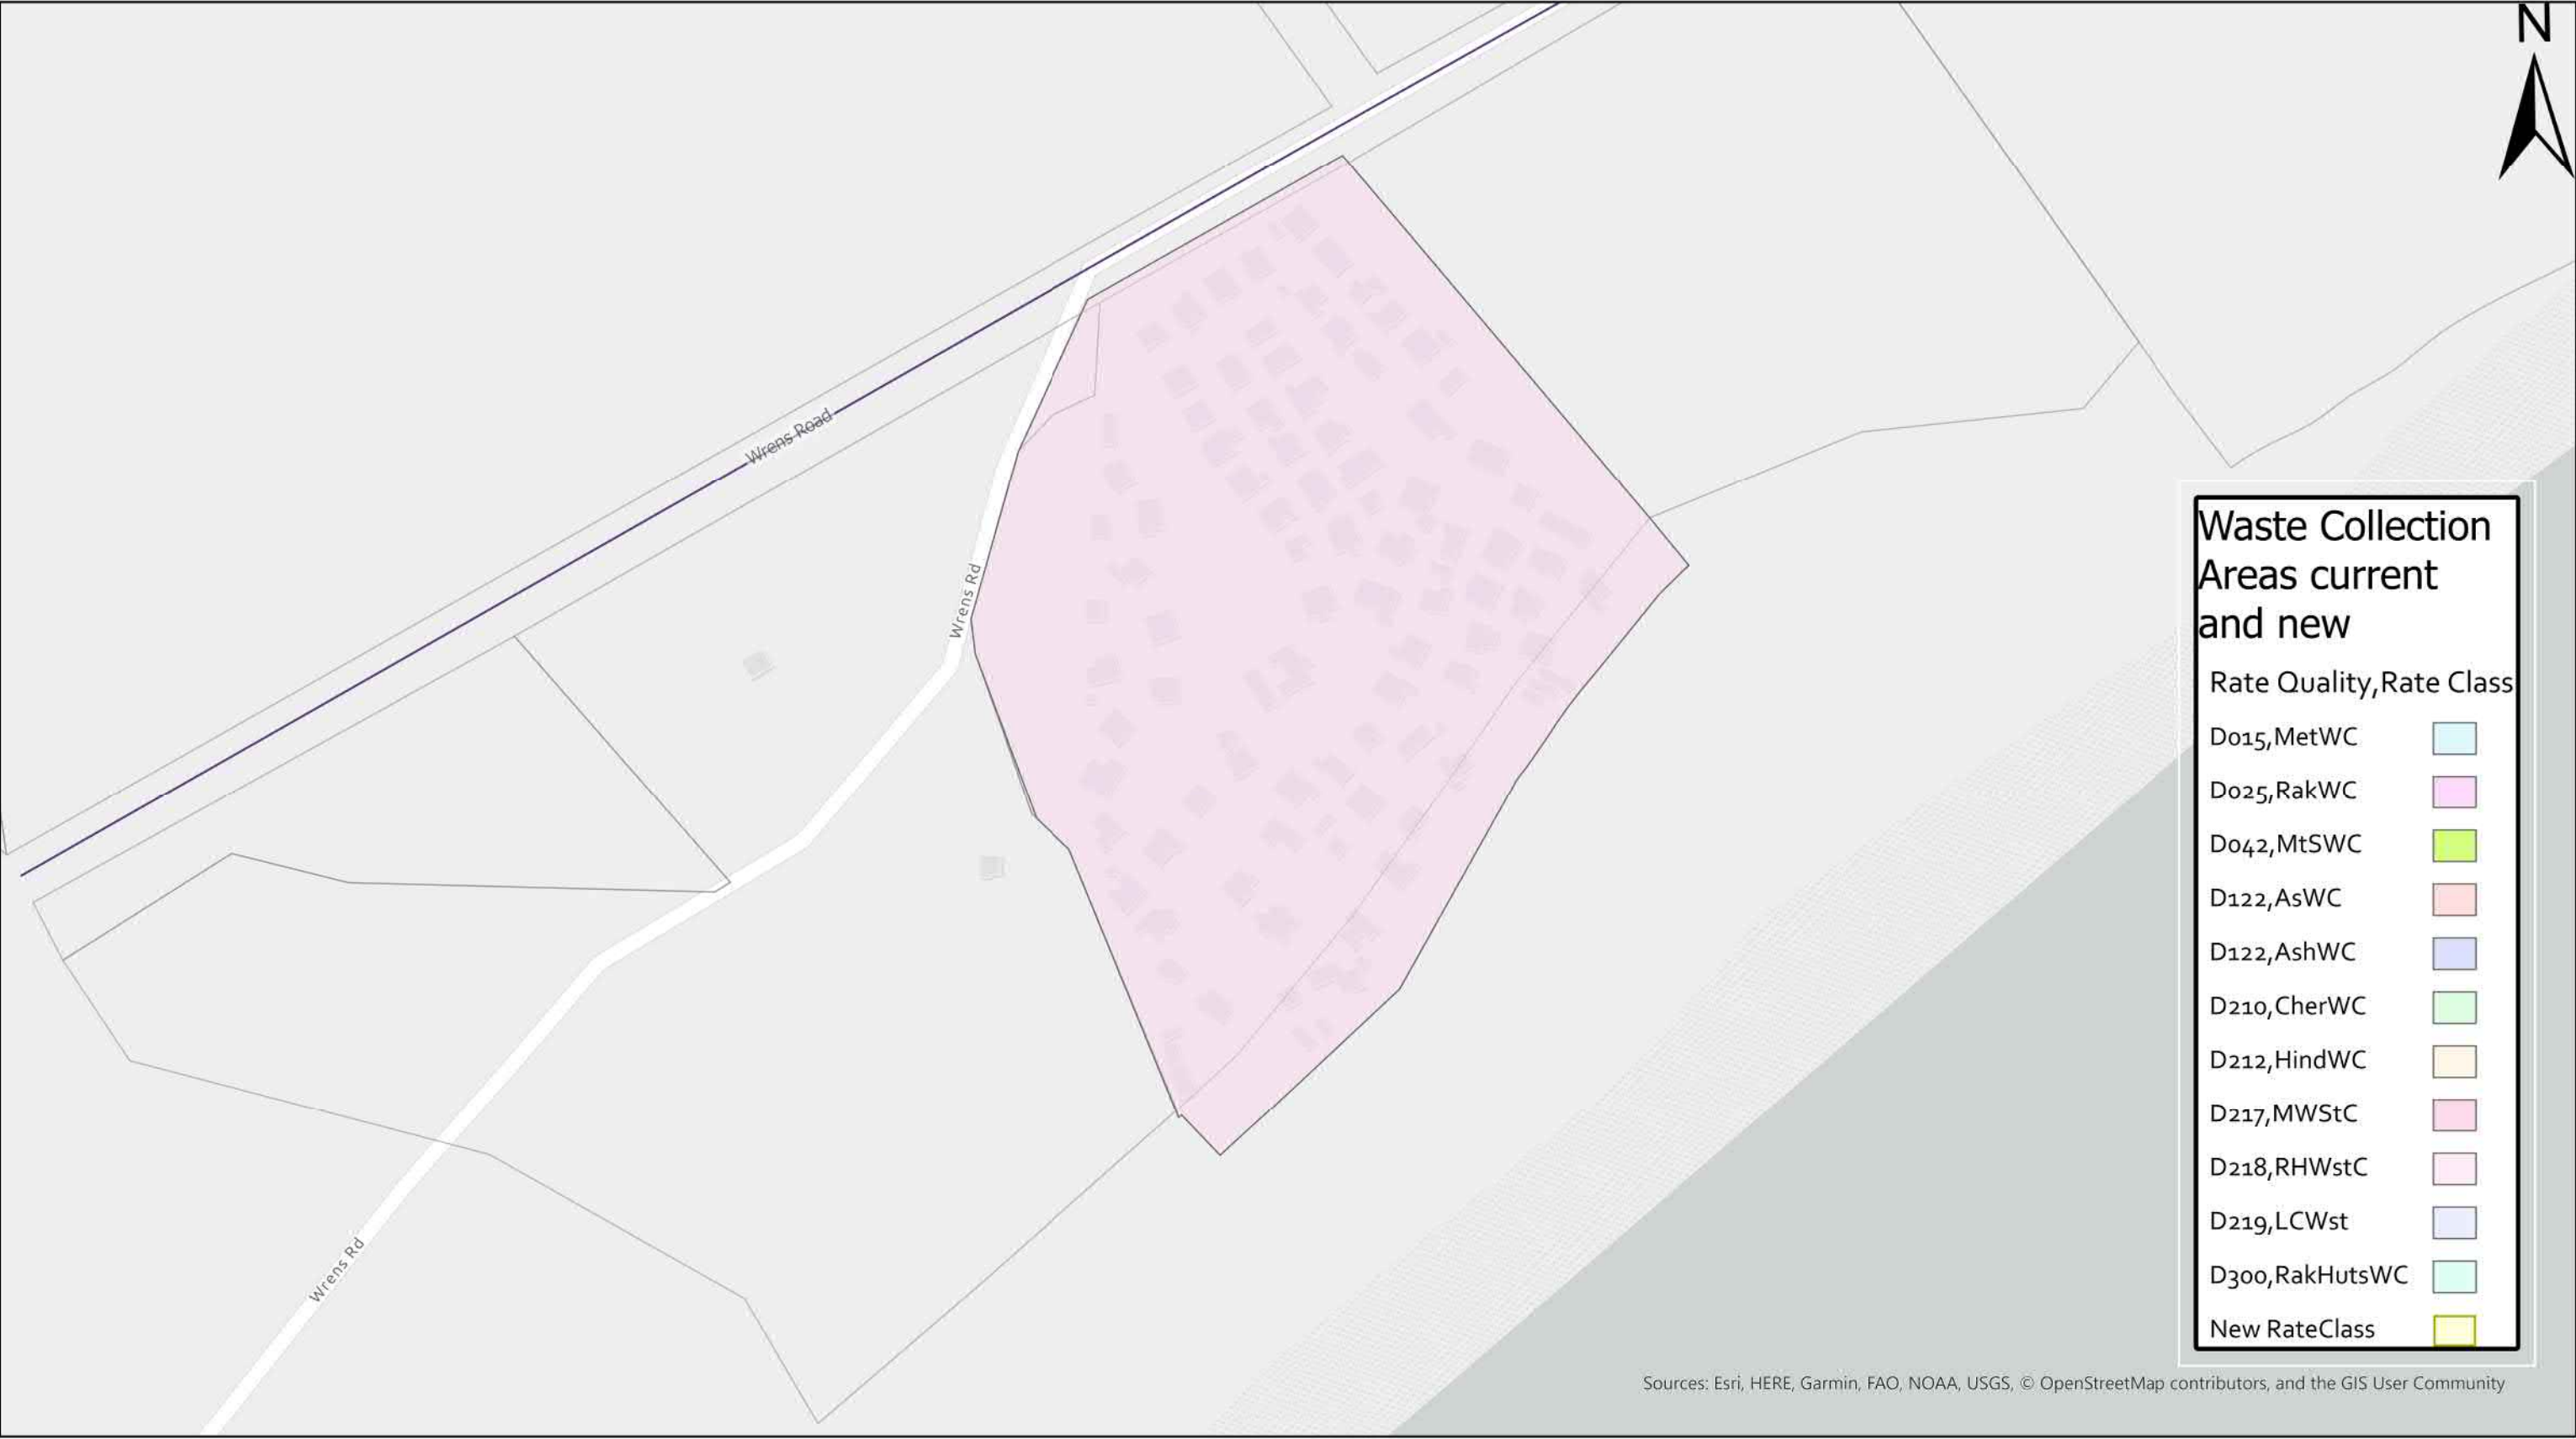 N
Wrens Road
Wrens Rd
Wrens Rd
Waste Collection
Areas current
and new
Rate Quality,Rate Class
D015,MetWC
D025,RakWC
D042,MtSWC
D122,AsWC
D122,AshWC
D210,CherWC
D212,HindWC
D217,MWStC
D218,RHWstC
D219,LCWst
D300,RakHutsWC
New RateClass
Sources: Esri, HERE, Garmin, FAO, NOAA, USGS, © OpenStreetMap contributors, and the GIS User Community